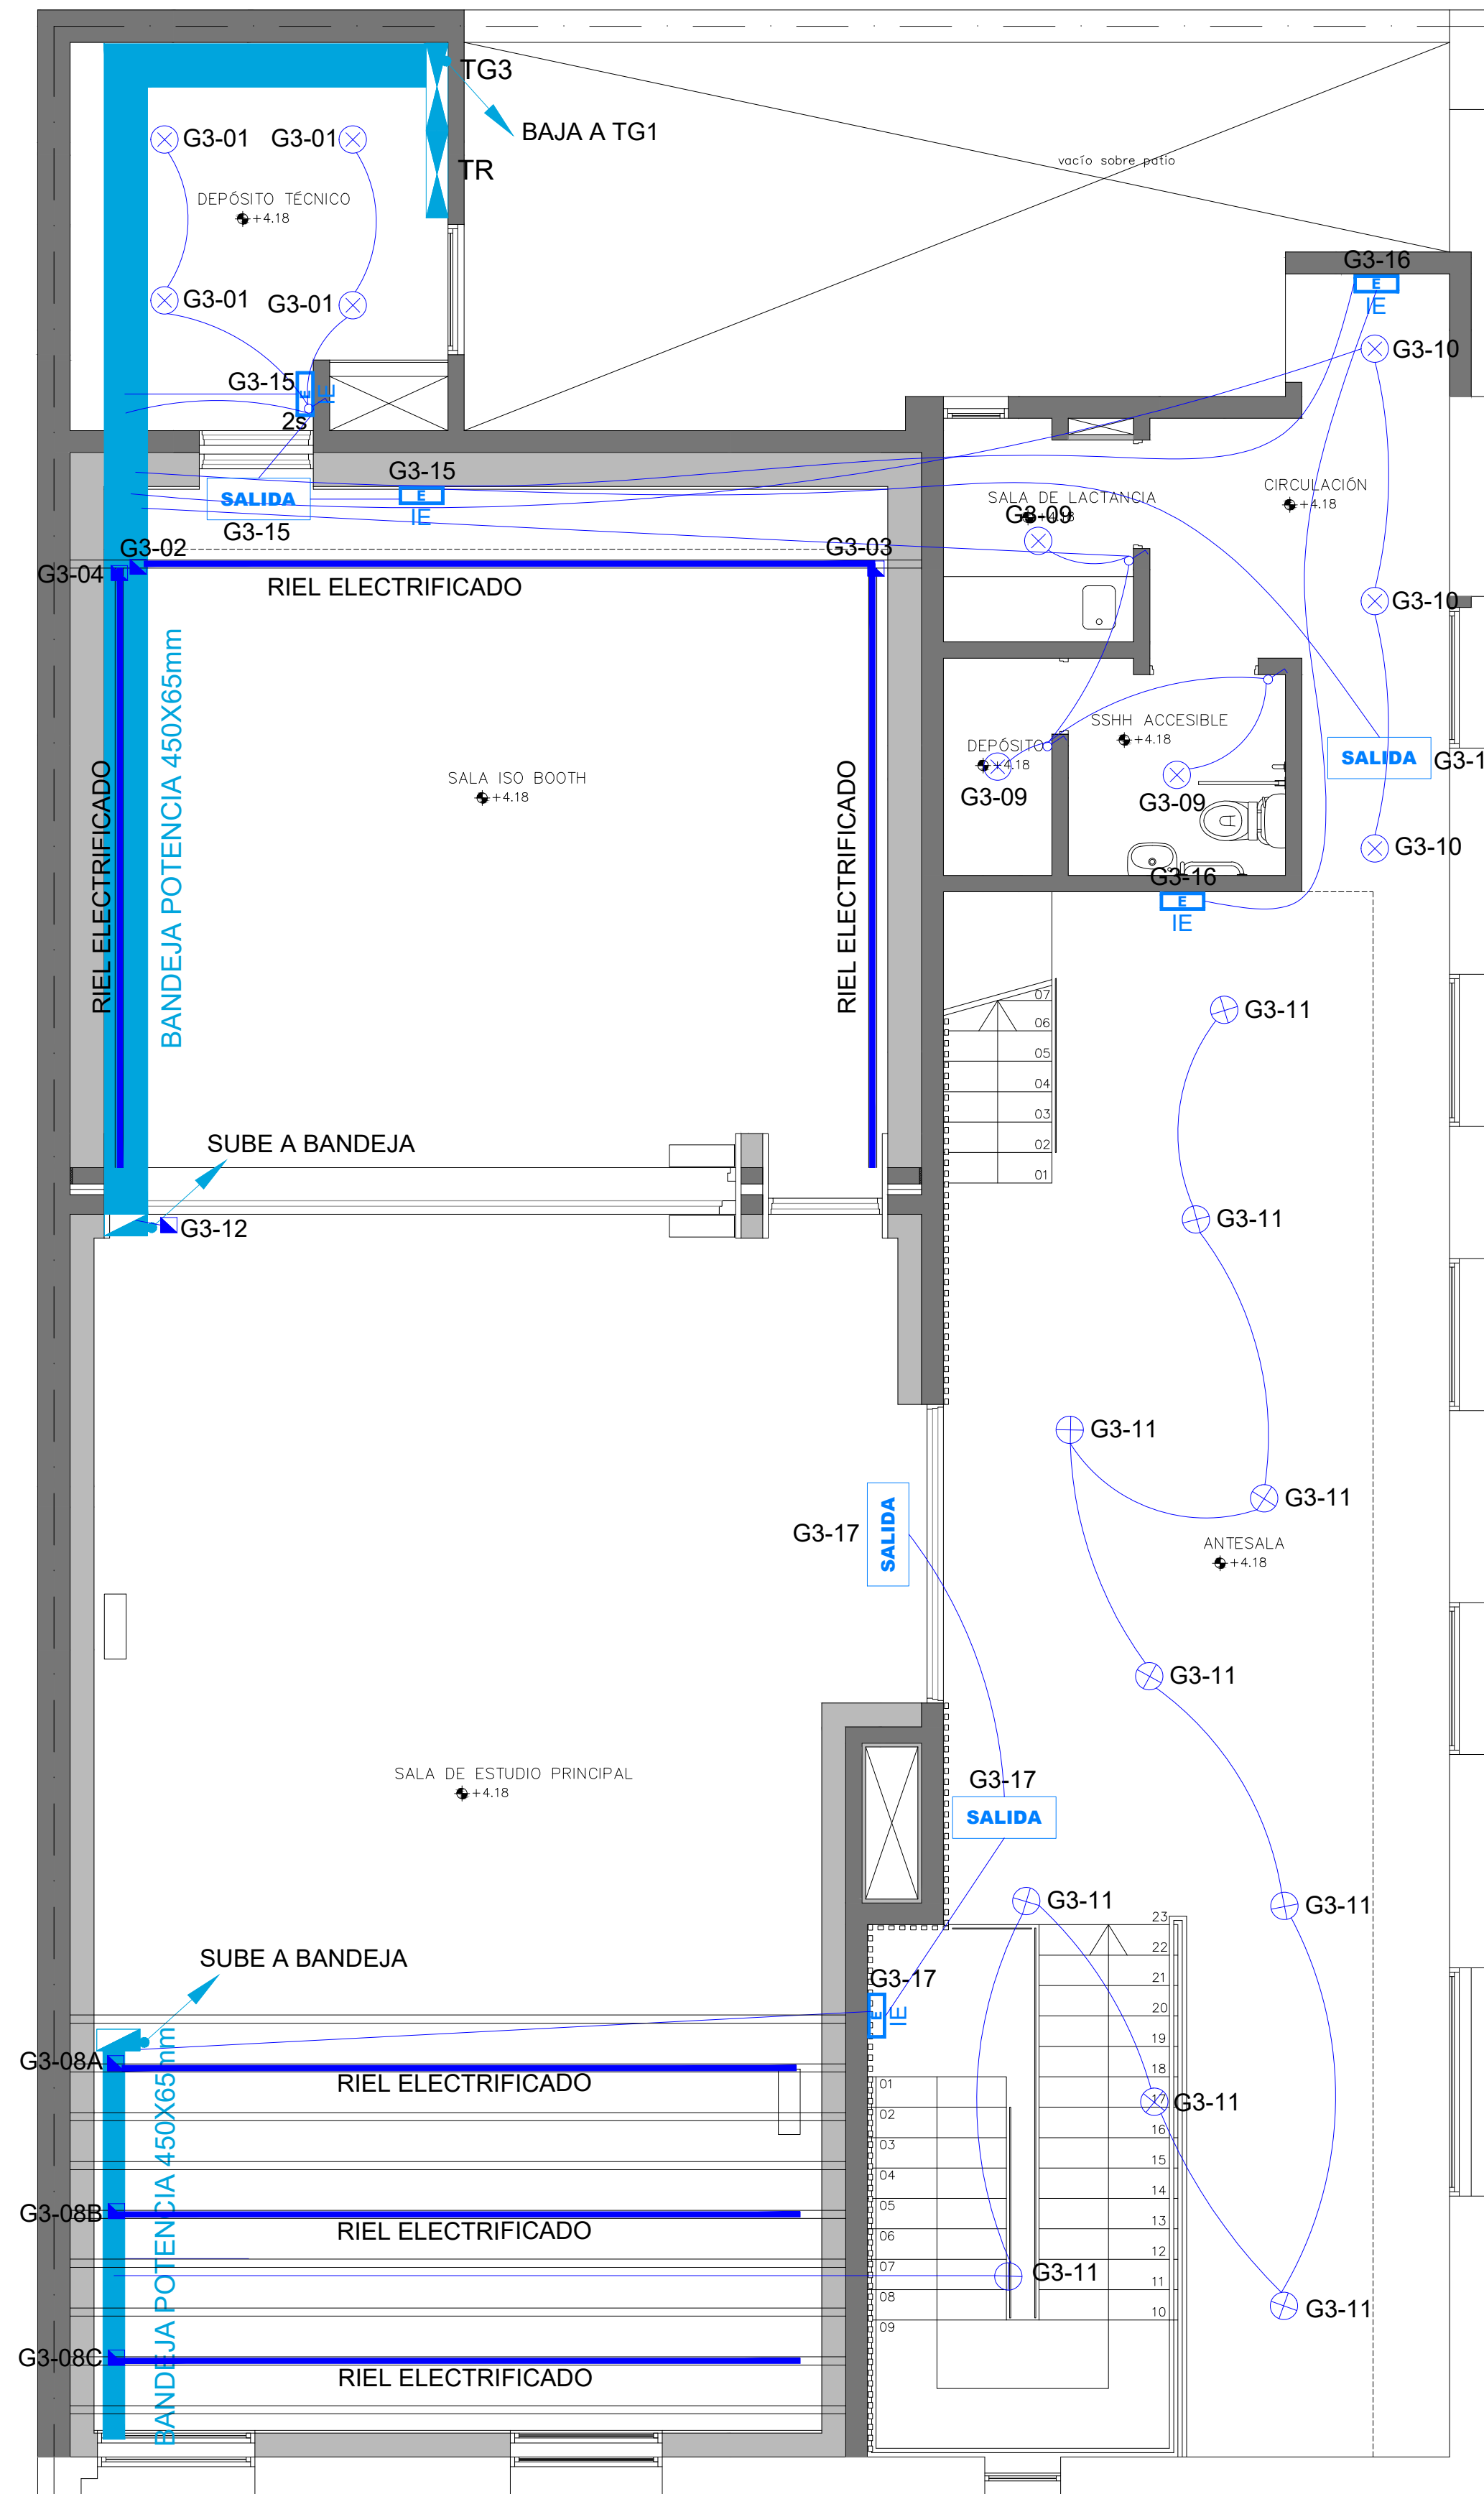 TG3
BAJA A TG1
G3-01
G3-01
TR
vacío sobre patio
DEPÓSITO TÉCNICO
+4.18
G3-16
E
IE
G3-01
G3-01
G3-10
G3-15
E
IE
2s
G3-15
E
IE
SALIDA
G3-15
CIRCULACIÓN
+4.18
SALA DE LACTANCIA
+4.18
G3-09
G3-02
G3-03
G3-04
RIEL ELECTRIFICADO
G3-10
BANDEJA POTENCIA 450X65mm
RIEL ELECTRIFICADO
RIEL ELECTRIFICADO
SALA ISO BOOTH
+4.18
SSHH ACCESIBLE
+4.18
DEPÓSITO
+4.18
G3-09
G3-09
SALIDA
G3-1
G3-10
G3-16
E
IE
07
06
05
04
03
02
01
G3-11
SUBE A BANDEJA
G3-12
G3-11
G3-11
G3-11
G3-17
SALIDA
ANTESALA
+4.18
G3-11
SALA DE ESTUDIO PRINCIPAL
+4.18
G3-17
SALIDA
G3-11
G3-11
SUBE A BANDEJA
G3-17
E
IE
23
22
21
20
19
18
17
16
15
14
13
12
11
10
G3-11
01
02
03
04
05
06
07
08
09
G3-08A
RIEL ELECTRIFICADO
BANDEJA POTENCIA 450X65mm
G3-08B
RIEL ELECTRIFICADO
G3-11
G3-11
G3-08C
RIEL ELECTRIFICADO